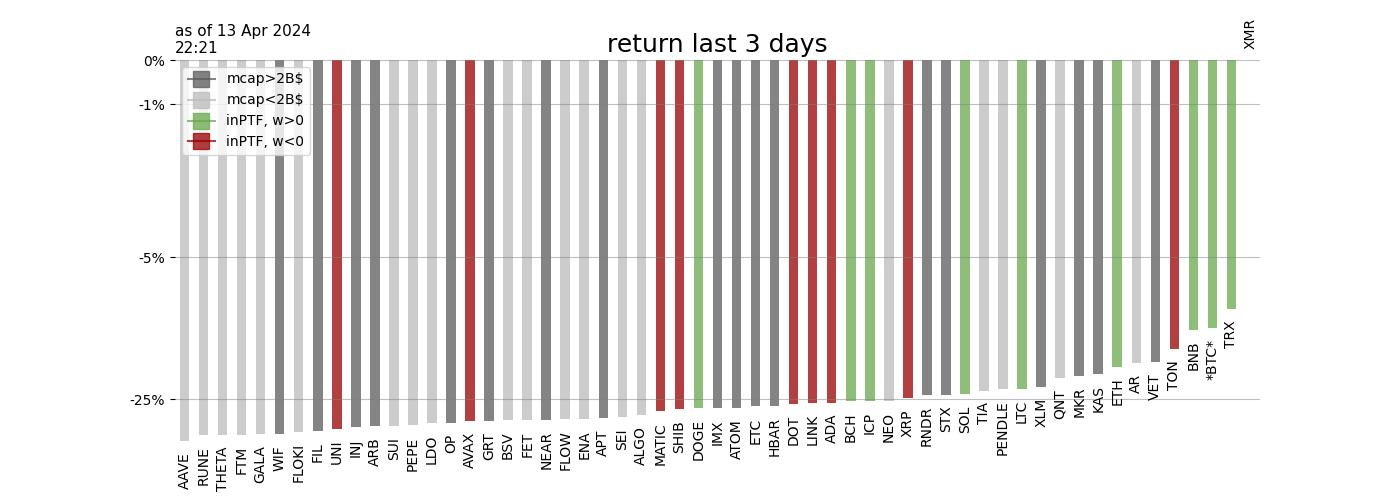 as of 13 Apr 2024
22:21
return last 3 days
XMR
0%
-1%
-5%
-25%
mcap>2B$
mcap<2B$
inPTF, w>0
inPTF, w<0
AAVE
RUNE
THETA
FTM
GALA
WIF
FLOKI
FIL
UNI
INJ
ARB
SUI
PEPE
LDO
OP
AVAX
GRT
BSV
FET
NEAR
FLOW
ENA
APT
SEI
ALGO
MATIC
SHIB
DOGE
IMX
ATOM
ETC
HBAR
DOT
LINK
ADA
BCH
ICP
NEO
XRP
RNDR
STX
SOL
TIA
PENDLE
LTC
XLM
QNT
MKR
KAS
ETH
AR
VET
TON
BNB
*BTC*
TRX